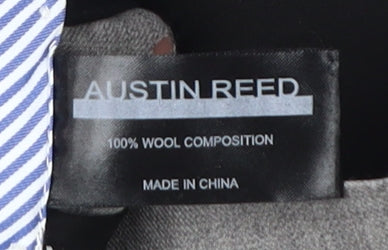 AUSTIN REED
100% WOOL COMPOSITION
MADE IN CHINA